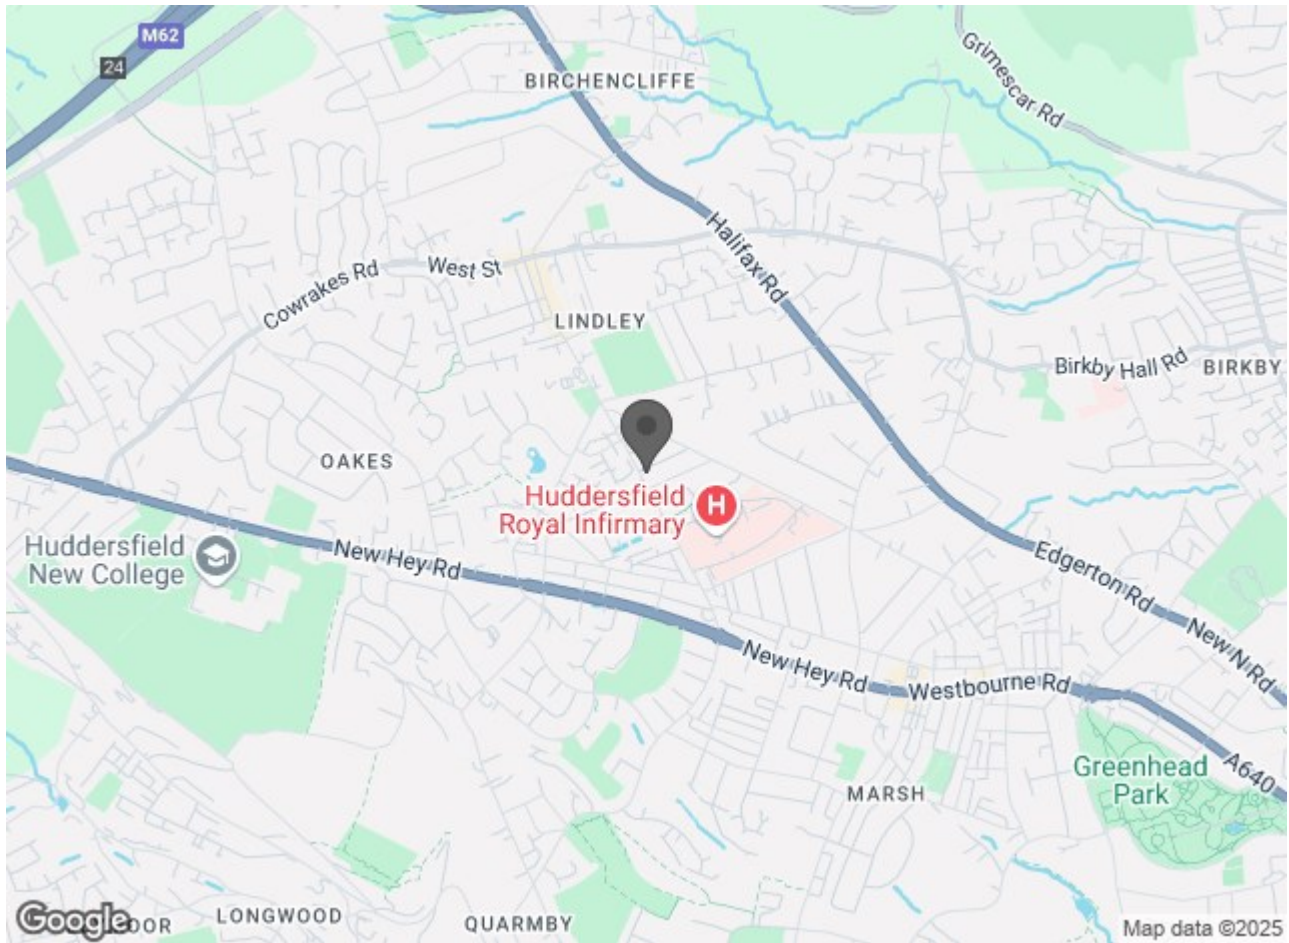 M62
24
BIRCHENCLIFFE
Grimescar Rd
Halifax Rd
West St
Cowrakes Rd
LINDLEY
Birkby Hall Rd
BIRKBY
OAKES
Huddersfield
Royal Infirmary
H
Huddersfield
New College
New Hey Rd
Edgerton Rd
New N Rd
New Hey Rd
Westbourne Rd
A640
Greenhead
Park
MARSH
LONGWOOD
QUARMBY
Google
Map data ©2025